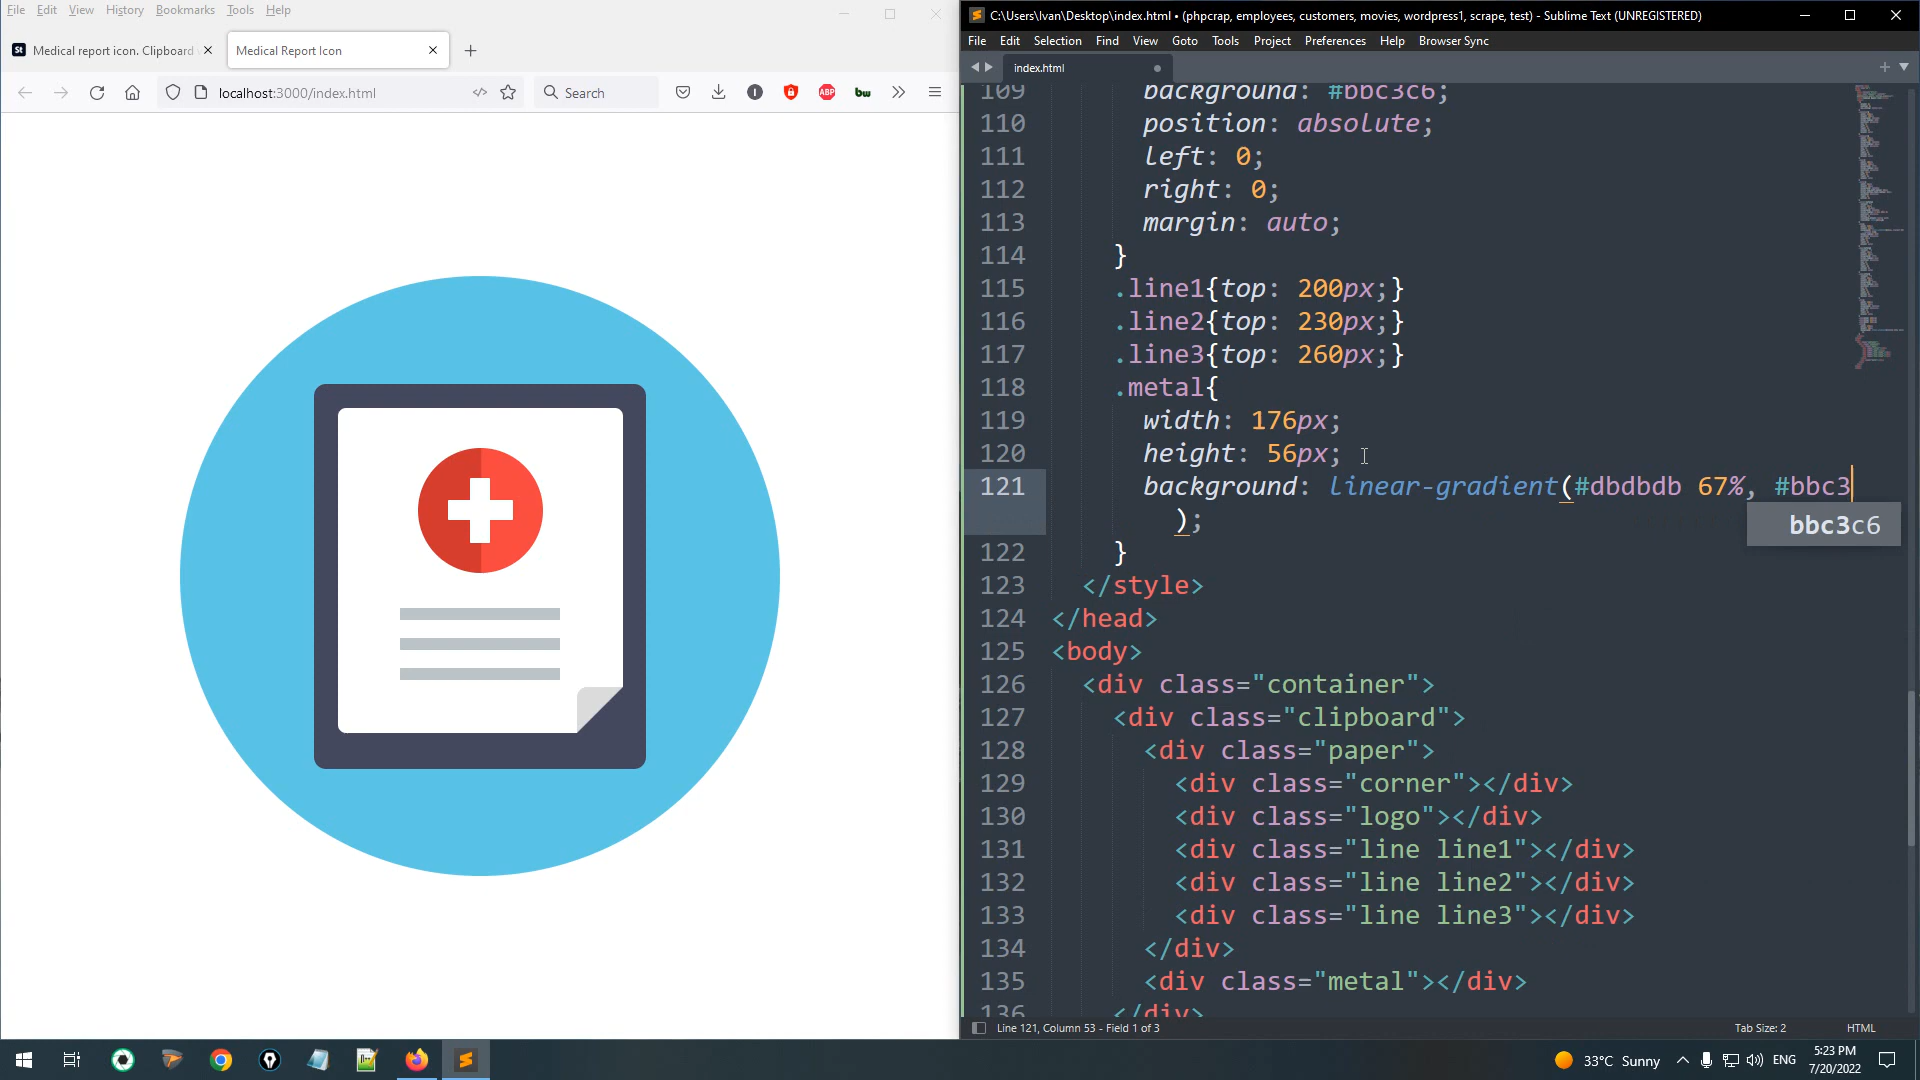 File Edit View History Bookmarks Tools Help
Medical report icon. Clipboard
Medical Report Icon
localhost:3000/index.html
Search
ABP
bw
C:\Users\Ivan\Desktop\index.html • (phpcrap, employees, customers, movies, wordpress1, scrape, test) - Sublime Text (UNREGISTERED)
File Edit Selection Find View Goto Tools Project Preferences Help Browser Sync
index.html
109 background: #bbc3c6;
110 position: absolute;
111 left: 0;
112 right: 0;
113 margin: auto;
114 }
115 .line1{top: 200px;}
116 .line2{top: 230px;}
117 .line3{top: 260px;}
118 .metal{
119 width: 176px;
120 height: 56px;
121 background: linear-gradient(#dbdbdb 67%, #bbc3
);
bbc3c6
122 }
123 </style>
124 </head>
125 <body>
126 <div class="container">
127 <div class="clipboard">
128 <div class="paper">
129 <div class="corner"></div>
130 <div class="logo"></div>
131 <div class="line line1"></div>
132 <div class="line line2"></div>
133 <div class="line line3"></div>
134 </div>
135 <div class="metal"></div>
136 </div>
Line 121, Column 53 - Field 1 of 3
Tab Size: 2
HTML
33°C Sunny
ENG
5:23 PM
7/20/2022